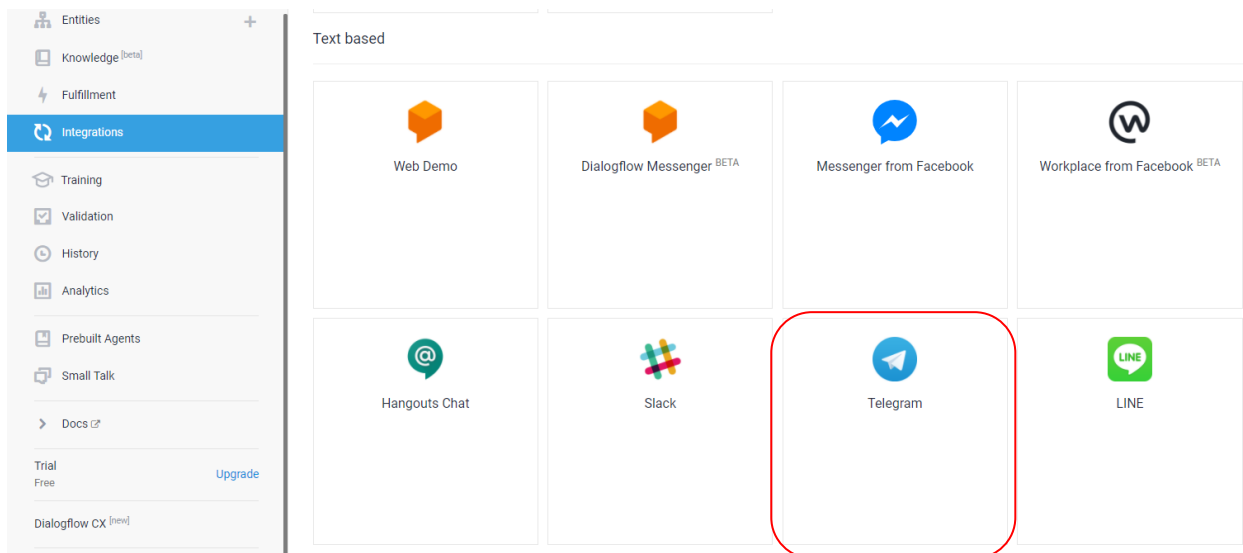 Entities
Knowledge [beta]
Fulfillment
Integrations
Training
Validation
History
Analytics
Prebuilt Agents
Small Talk
Docs
Trial
Free
Upgrade
Dialogflow CX [new]
Text based
Web Demo
Dialogflow Messenger BETA
Messenger from Facebook
Workplace from Facebook BETA
Hangouts Chat
Slack
Telegram
LINE
LINE